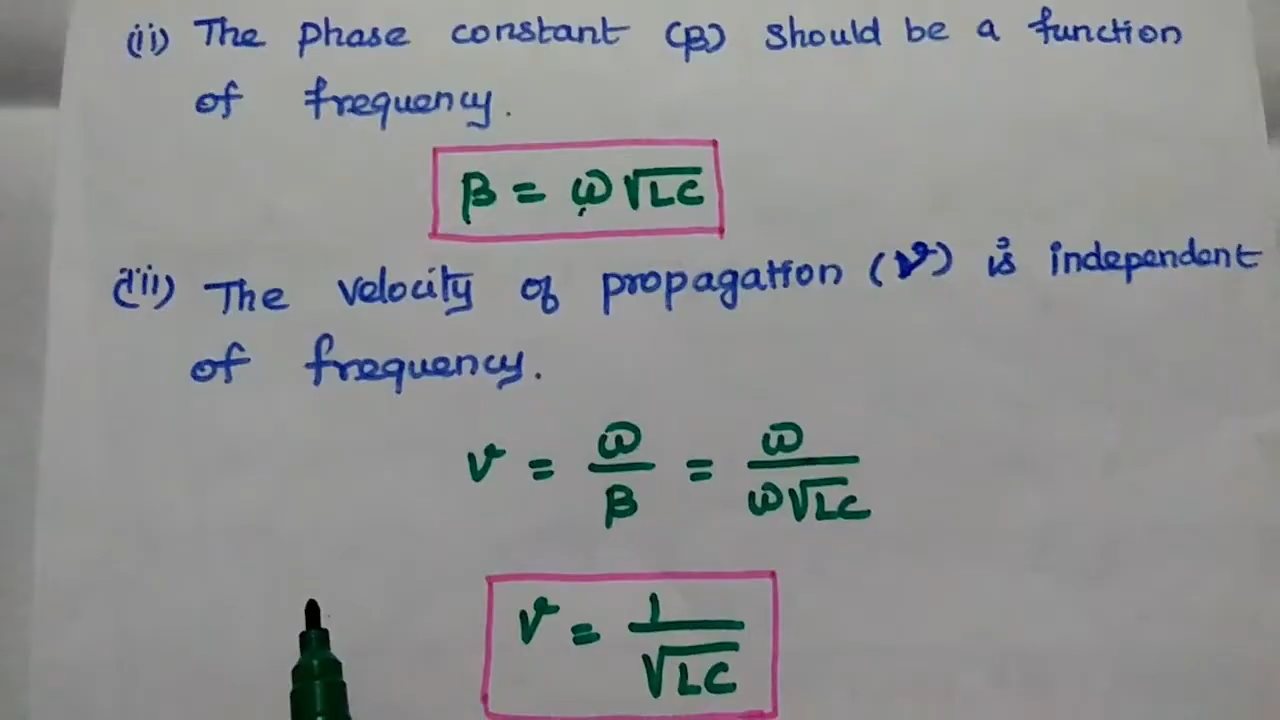 (ii) The phase constant (β) should be a function
of frequency.
β = ω√LC
(iii) The velocity of propagation (v) is independent
of frequency.
v = ω/β = ω/ω√LC
v = 1/√LC